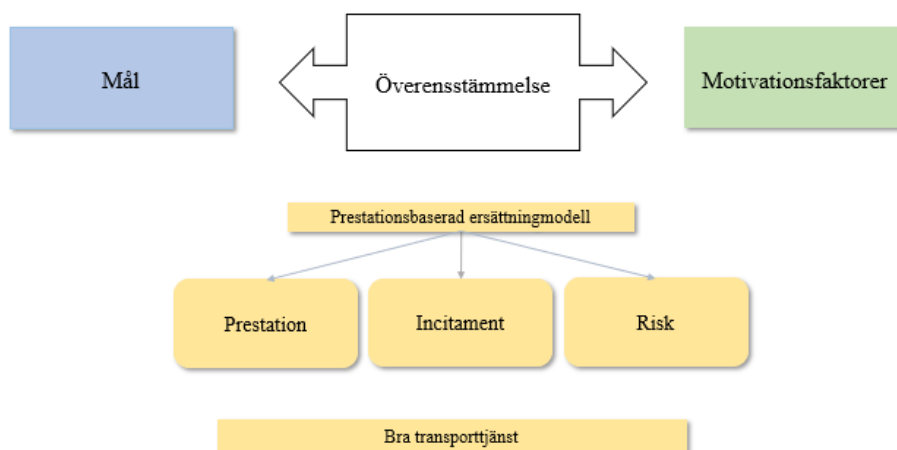 Mål
Överensstämmelse
Motivationsfaktorer
Prestationsbaserad ersättningmodell
Prestation
Incitament
Risk
Bra transporttjänst